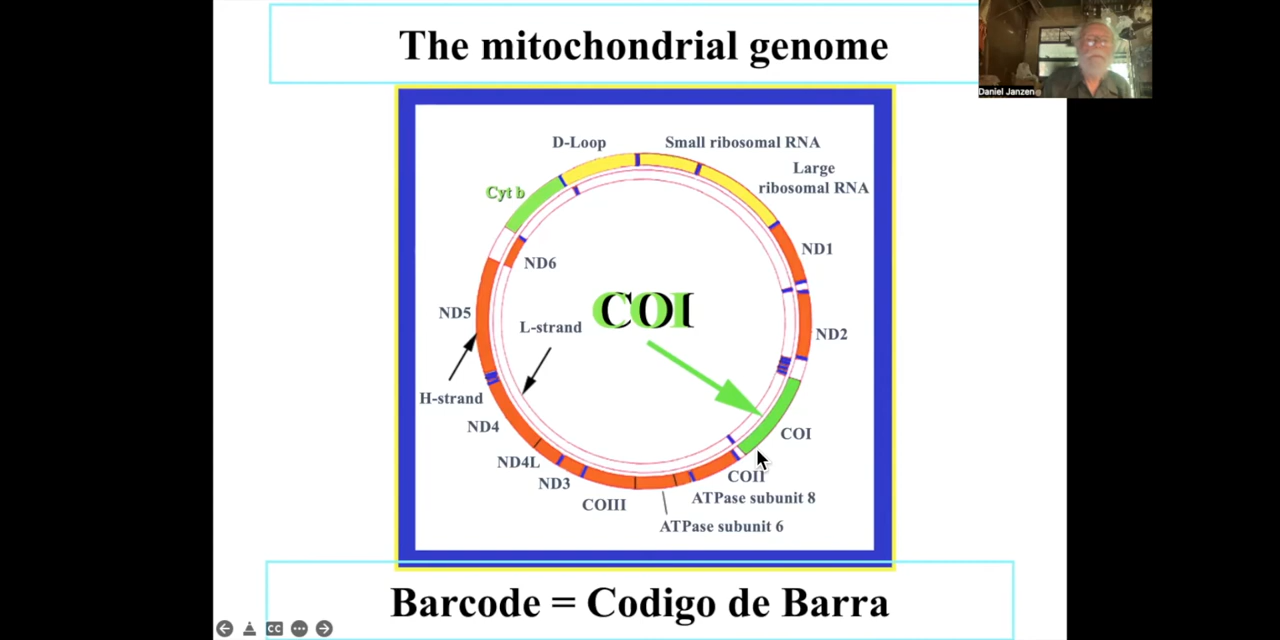 The mitochondrial genome
Daniel Janzen
D-Loop
Small ribosomal RNA
Large
ribosomal RNA
Cyt b
ND1
ND6
COI
ND5
L-strand
ND2
H-strand
ND4
COI
ND4L
COII
ND3
ATPase subunit 8
COIII
ATPase subunit 6
Barcode = Codigo de Barra
CC